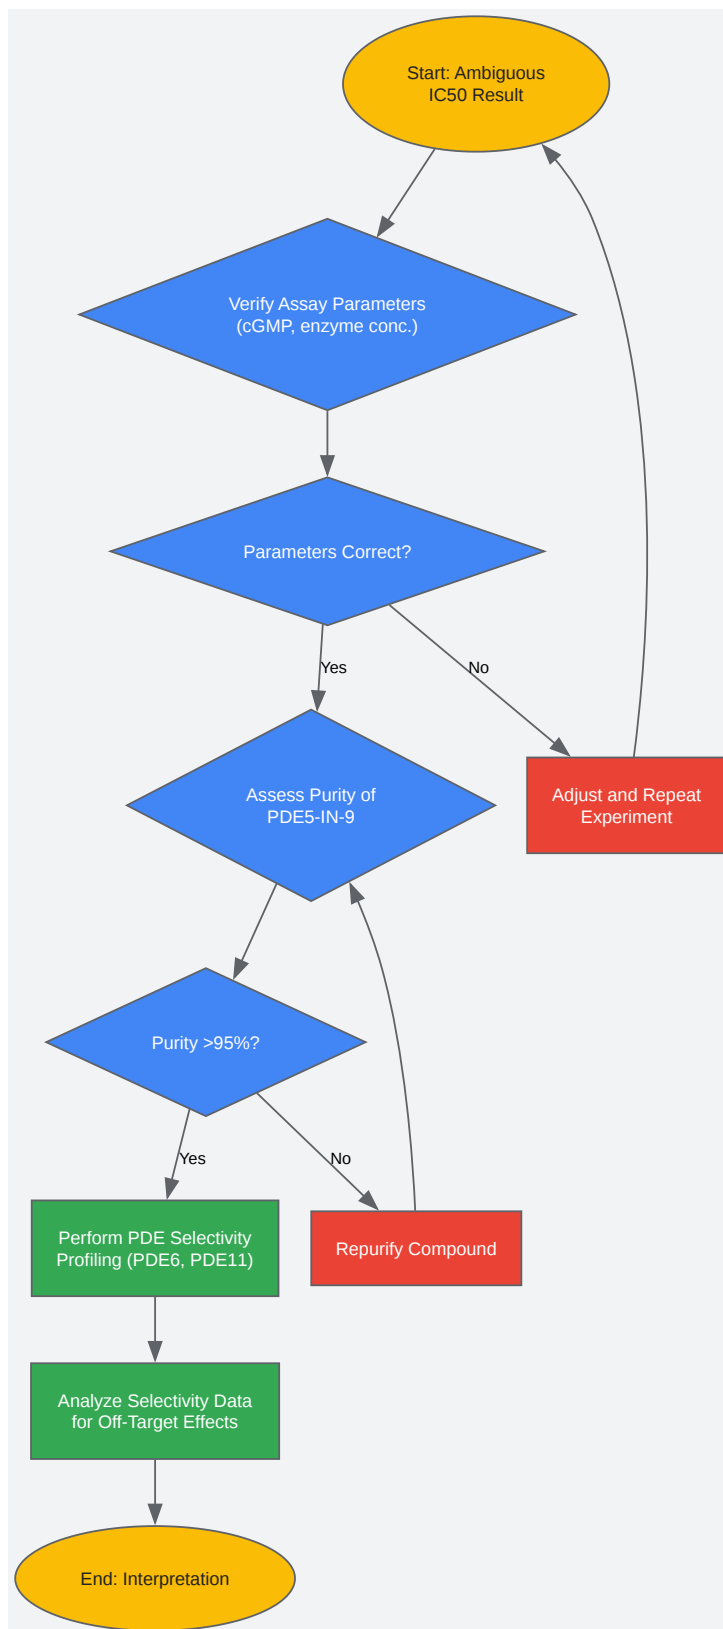 Start: Ambiguous
IC50 Result
Verify Assay Parameters
(cGMP, enzyme conc.)
Parameters Correct?
Yes
No
Assess Purity of
PDE5-IN-9
Adjust and Repeat
Experiment
Purity >95%?
Yes
No
Perform PDE Selectivity
Profiling (PDE6, PDE11)
Repurify Compound
Analyze Selectivity Data
for Off-Target Effects
End: Interpretation